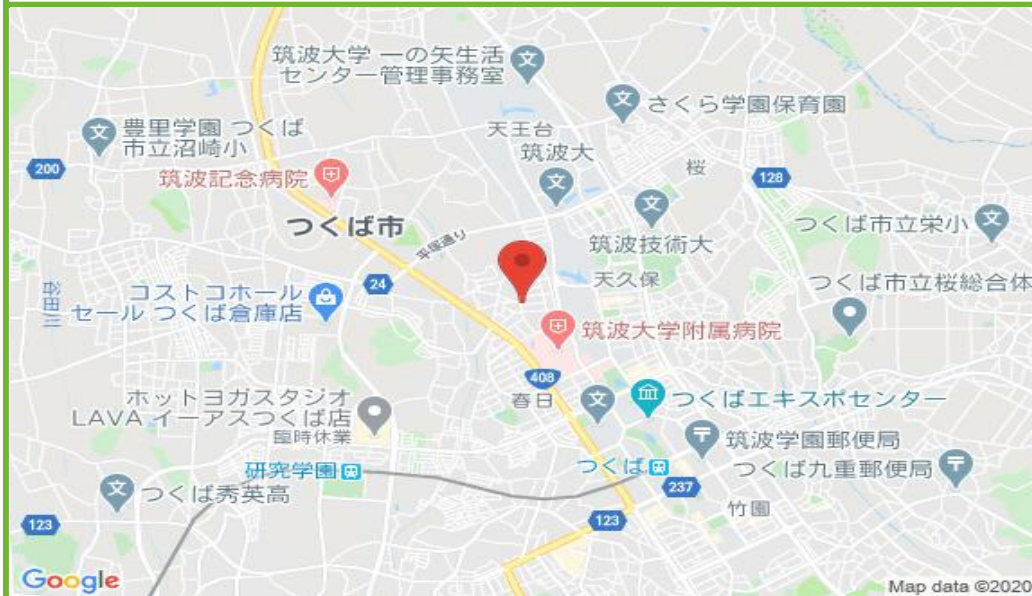 筑波大学 一の矢生活
センター管理事務室
さくら学園保育園
豊里学園 つくば
市立沼崎小
天王台
筑波大
桜
200
筑波記念病院
128
つくば市
平塚通り
筑波技術大
つくば市立栄小
天久保
つくば市立桜総合体
24
谷田川
コストコホール
セール つくば倉庫店
筑波大学附属病院
408
春日
つくばエキスポセンター
ホットヨガスタジオ
LAVA イーアスつくば店
臨時休業
筑波学園郵便局
研究学園
つくば
つくば九重郵便局
つくば秀英高
237
竹園
123
123
Google
Map data ©2020